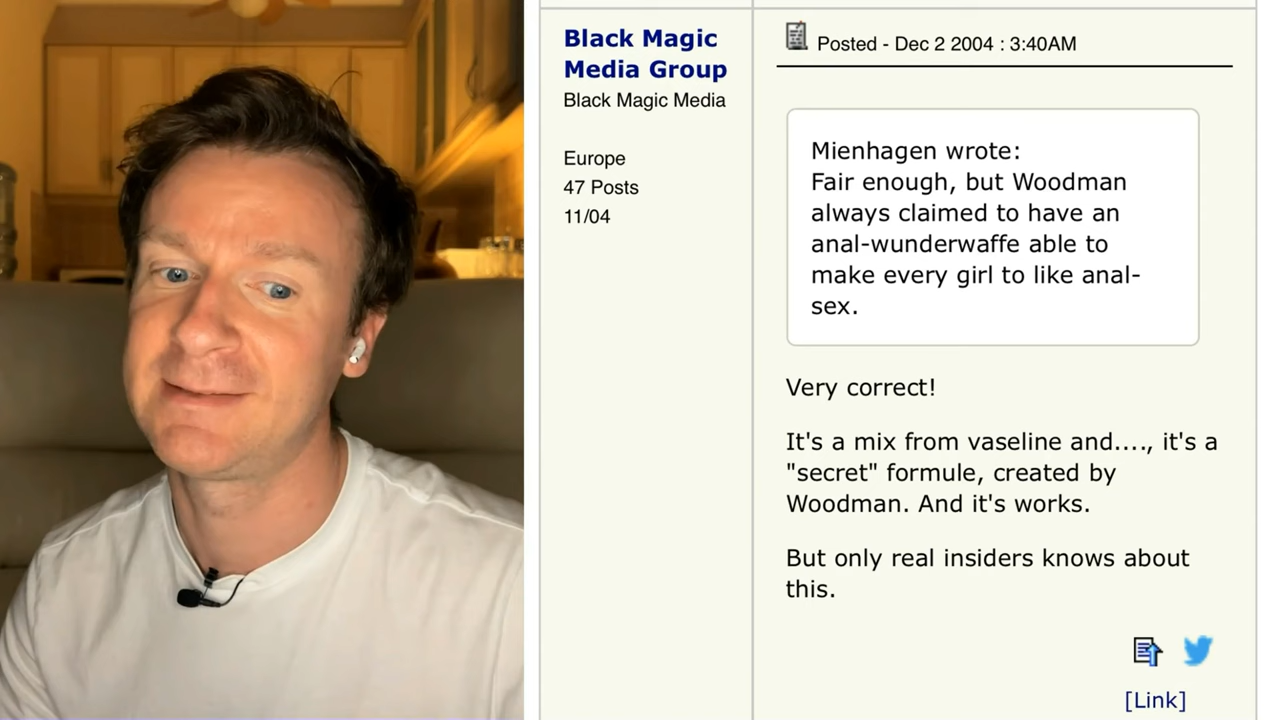 Black Magic
Media Group
Black Magic Media
Europe
47 Posts
11/04
Posted - Dec 2 2004 : 3:40AM
Mienhagen wrote:
Fair enough, but Woodman
always claimed to have an
anal-wunderwaffe able to
make every girl to like anal-
sex.
Very correct!
It's a mix from vaseline and...., it's a
"secret" formule, created by
Woodman. And it's works.
But only real insiders knows about
this.
[Link]